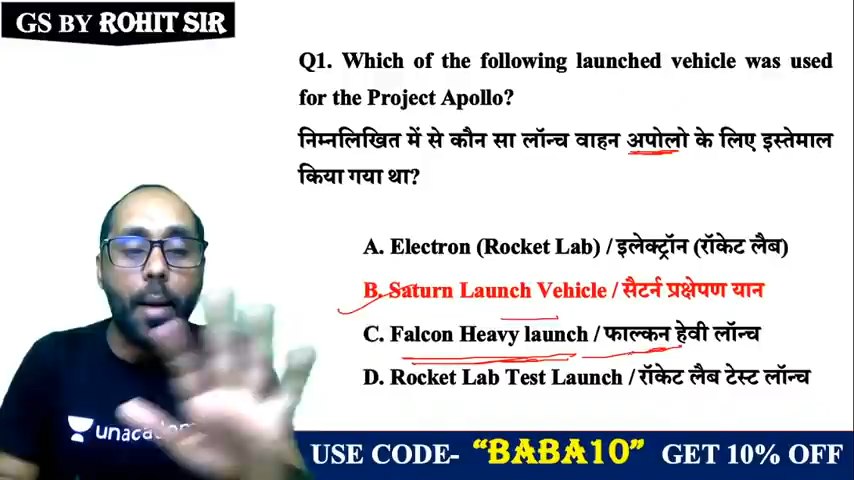 GS BY ROHIT SIR
Q1. Which of the following launched vehicle was used
for the Project Apollo?
निम्नलिखित में से कौन सा लॉन्च वाहन अपोलो के लिए इस्तेमाल
किया गया था?
A. Electron (Rocket Lab) / इलेक्ट्रॉन (रॉकेट लैब)
B. Saturn Launch Vehicle / सैटर्न प्रक्षेपण यान
C. Falcon Heavy launch / फाल्कन हेवी लॉन्च
D. Rocket Lab Test Launch / रॉकेट लैब टेस्ट लॉन्च
USE CODE- “BABA10” GET 10% OFF